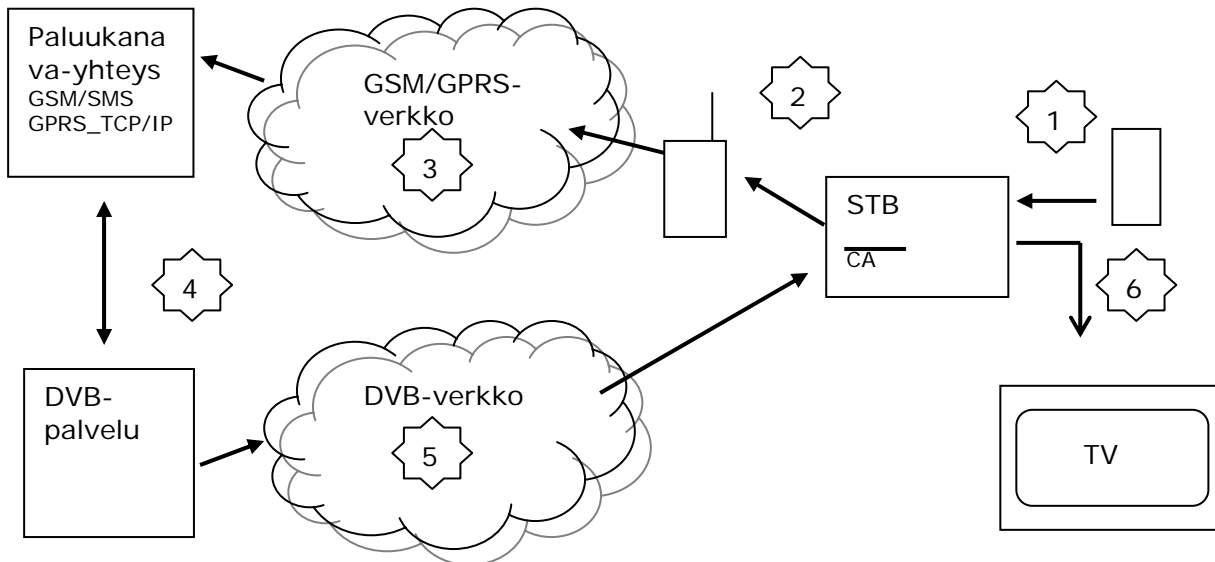 Paluukana
va-yhteys
GSM/SMS
GPRS_TCP/IP
GSM/GPRS-
verkko
3
2
1
STB
CA
4
6
DVB-
palvelu
DVB-verkko
5
TV